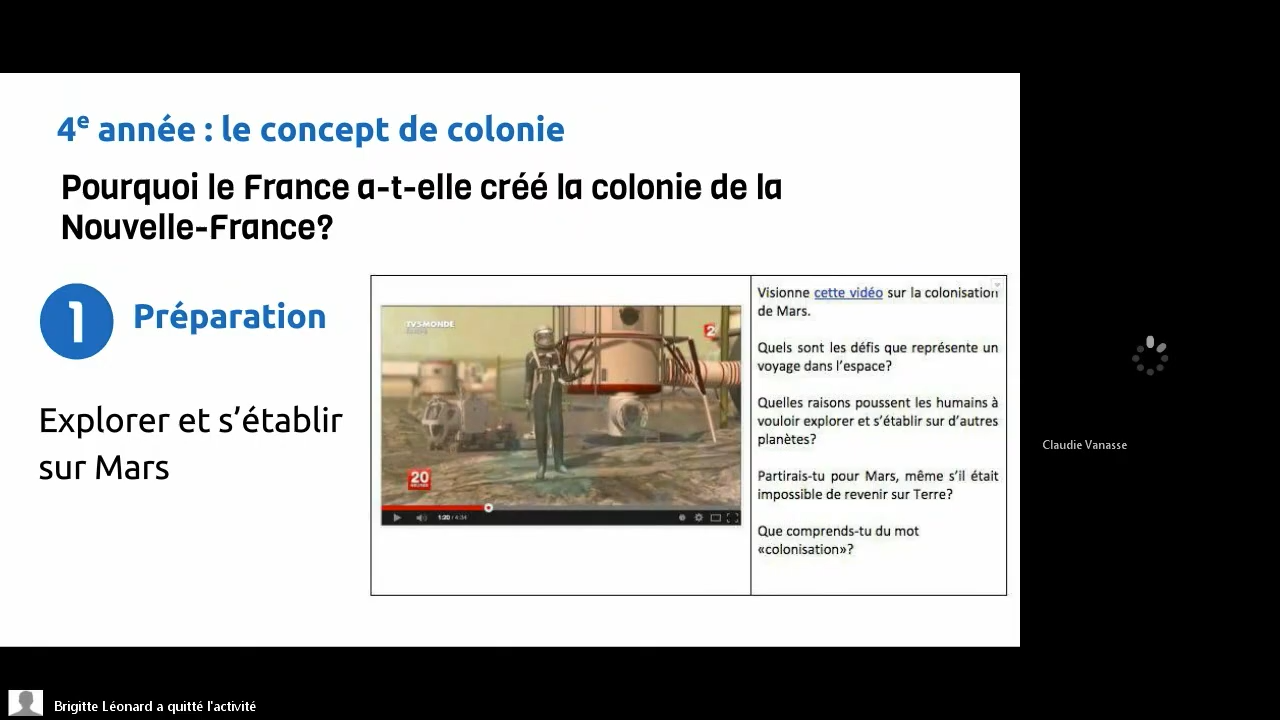 4e année : le concept de colonie
Pourquoi le France a-t-elle créé la colonie de la
Nouvelle-France?
1 Préparation
Explorer et s’établir
sur Mars
TV5MONDE
2
20
1:20 / 4:34
Visionne cette vidéo sur la colonisation
de Mars.
Quels sont les défis que représente un
voyage dans l’espace?
Quelles raisons poussent les humains à
vouloir explorer et s’établir sur d’autres
planètes?
Partirais-tu pour Mars, même s’il était
impossible de revenir sur Terre?
Que comprends-tu du mot
«colonisation»?
Claudie Vanasse
Brigitte Léonard a quitté l'activité